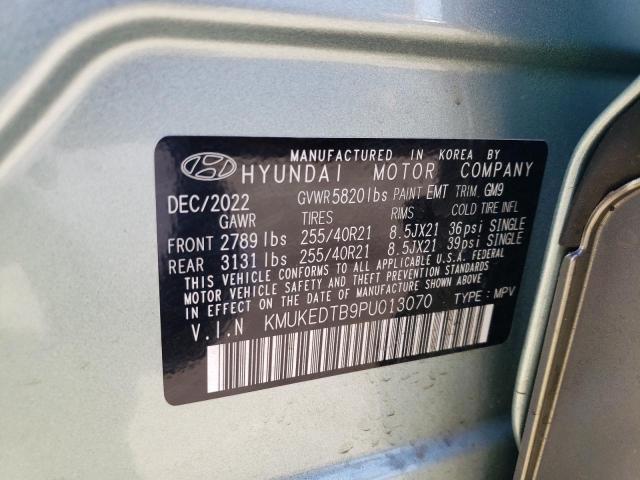 MANUFACTURED IN KOREA BY
HYUNDAI MOTOR COMPANY
DEC/2022 GVWR 5820 lbs PAINT EMT TRIM GM9
GAWR TIRES RIMS COLD TIRE INFL
FRONT 2789 lbs 255/40R21 8.5JX21 36psi SINGLE
REAR 3131 lbs 255/40R21 8.5JX21 39psi SINGLE
THIS VEHICLE CONFORMS TO ALL APPLICABLE U.S.A. FEDERAL
MOTOR VEHICLE SAFETY AND THEFT PREVENTION STANDARDS
IN EFFECT ON THE DATE OF MANUFACTURE SHOWN ABOVE.
V.I.N KMUKEDTB9PU013070 TYPE : MPV